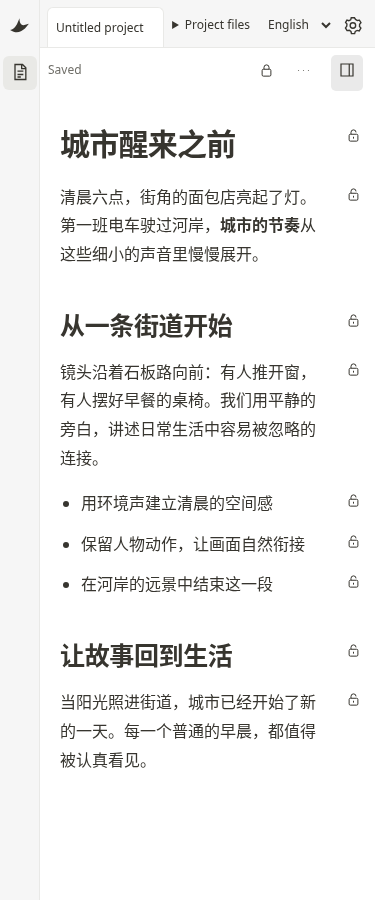 Untitled project
Project files
English
Saved
...
城市醒来之前
清晨六点，街角的面包店亮起了灯。
第一班电车驶过河岸，城市的节奏从
这些细小的声音里慢慢展开。
从一条街道开始
镜头沿着石板路向前：有人推开窗，
有人摆好早餐的桌椅。我们用平静的
旁白，讲述日常生活中容易被忽略的
连接。
• 用环境声建立清晨的空间感
• 保留人物动作，让画面自然衔接
• 在河岸的远景中结束这一段
让故事回到生活
当阳光照进街道，城市已经开始了新
的一天。每一个普通的早晨，都值得
被认真看见。